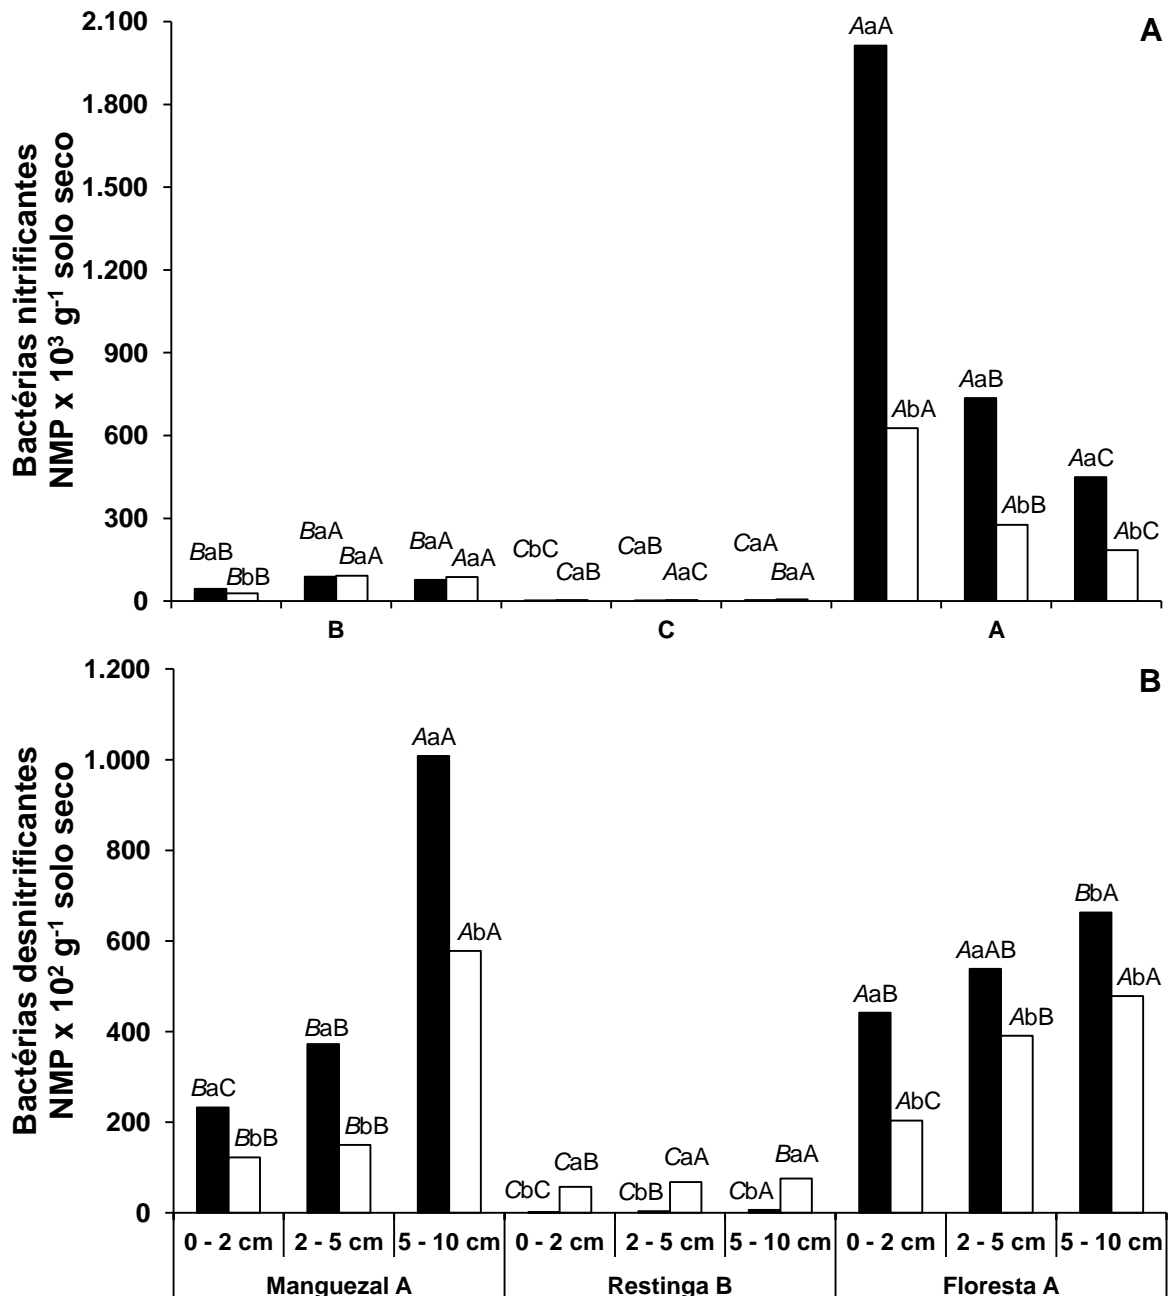 A
Bactérias nitrificantes
NMP x 10³ g⁻¹ solo seco
2.100
1.800
1.500
1.200
900
600
300
0
BaB
BbB
BaA
BaA
BaA
AaA
CbC
CaB
CaB
AaC
CaA
BaA
AaA
AbA
AaB
AbB
AaC
AbC
B C A
B
Bactérias desnitrificantes
NMP x 10² g⁻¹ solo seco
1.200
1.000
800
600
400
200
0
BaC
BbB
BaB
BbB
AaA
AbA
CbC
CaB
CbB
CaA
CbA
BaA
AaB
AbC
AaAB
AbB
BbA
AbA
0 - 2 cm 2 - 5 cm 5 - 10 cm 0 - 2 cm 2 - 5 cm 5 - 10 cm 0 - 2 cm 2 - 5 cm 5 - 10 cm
Manguezal A Restinga B Floresta A